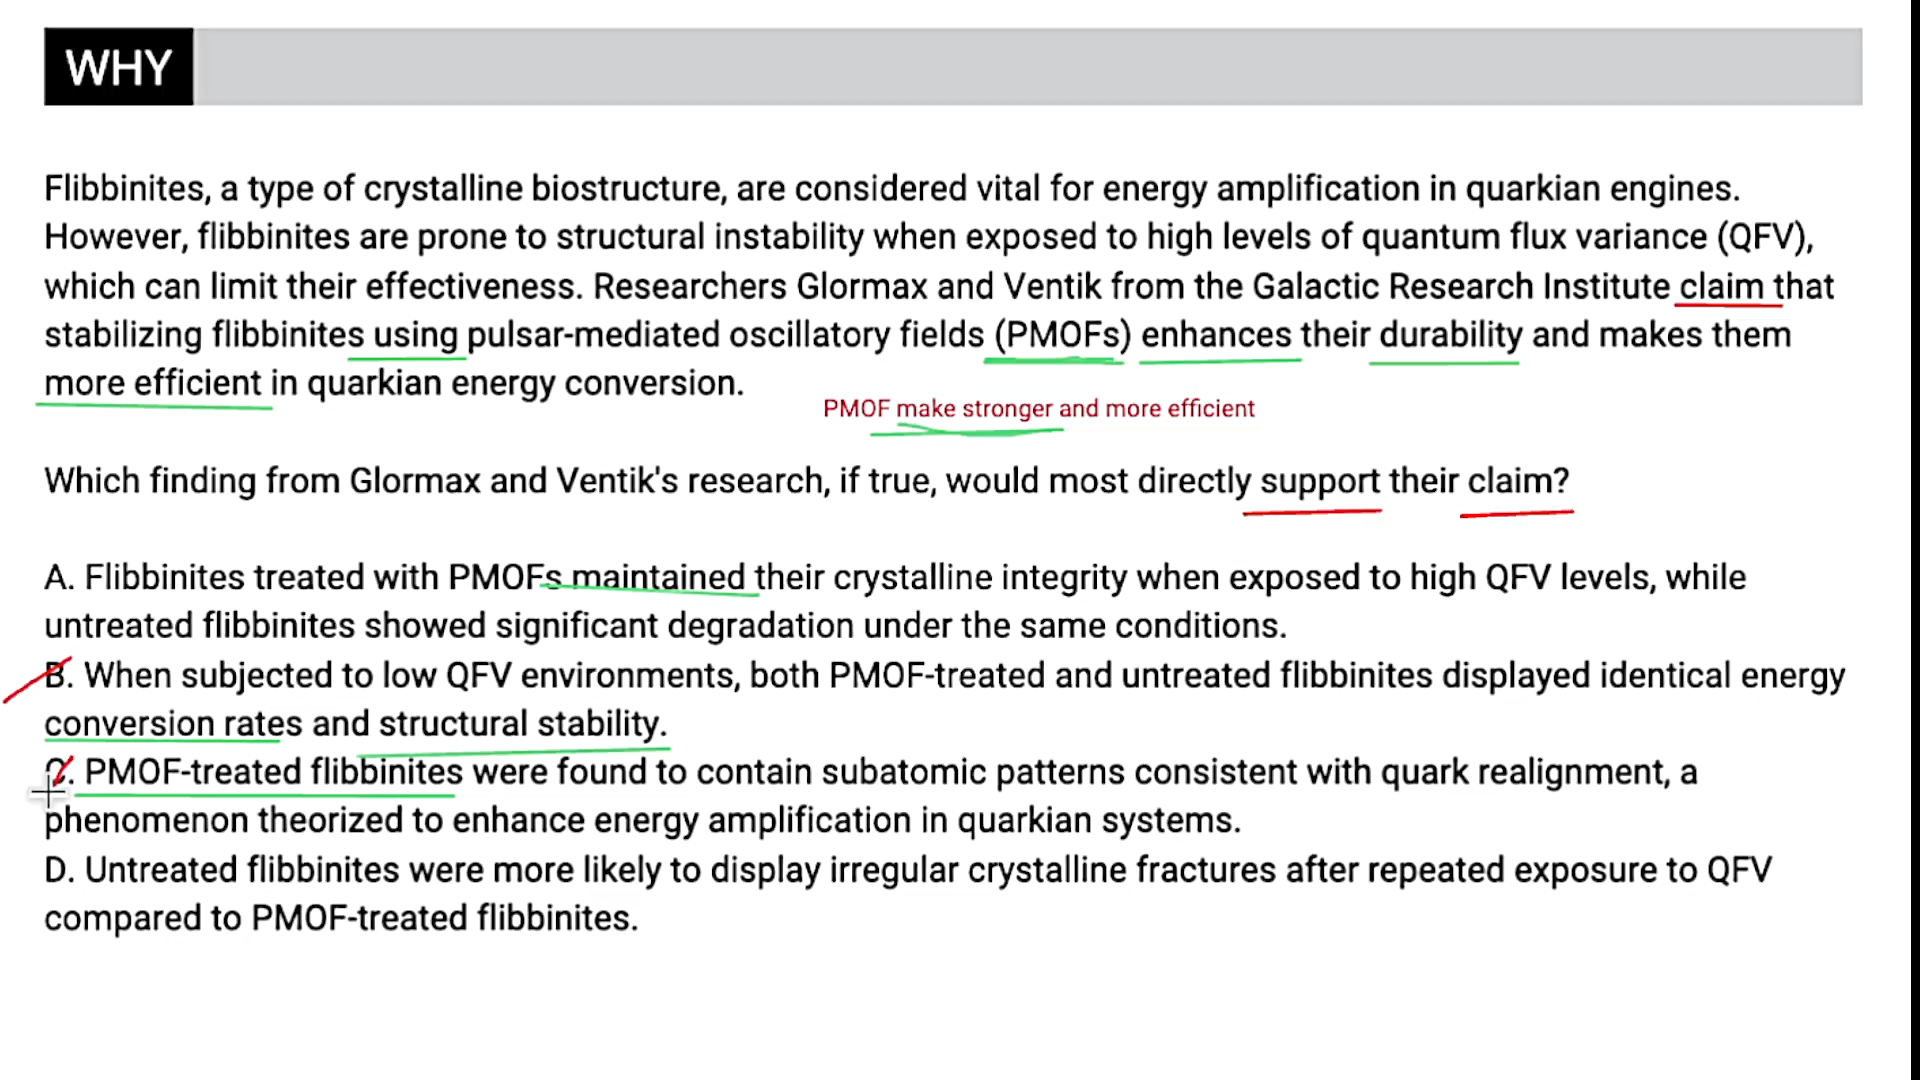 WHY
Flibbinites, a type of crystalline biostructure, are considered vital for energy amplification in quarkian engines.
However, flibbinites are prone to structural instability when exposed to high levels of quantum flux variance (QFV),
which can limit their effectiveness. Researchers Glormax and Ventik from the Galactic Research Institute claim that
stabilizing flibbinites using pulsar-mediated oscillatory fields (PMOFs) enhances their durability and makes them
more efficient in quarkian energy conversion.
PMOF make stronger and more efficient
Which finding from Glormax and Ventik's research, if true, would most directly support their claim?
A. Flibbinites treated with PMOFs maintained their crystalline integrity when exposed to high QFV levels, while
untreated flibbinites showed significant degradation under the same conditions.
B. When subjected to low QFV environments, both PMOF-treated and untreated flibbinites displayed identical energy
conversion rates and structural stability.
C. PMOF-treated flibbinites were found to contain subatomic patterns consistent with quark realignment, a
phenomenon theorized to enhance energy amplification in quarkian systems.
D. Untreated flibbinites were more likely to display irregular crystalline fractures after repeated exposure to QFV
compared to PMOF-treated flibbinites.